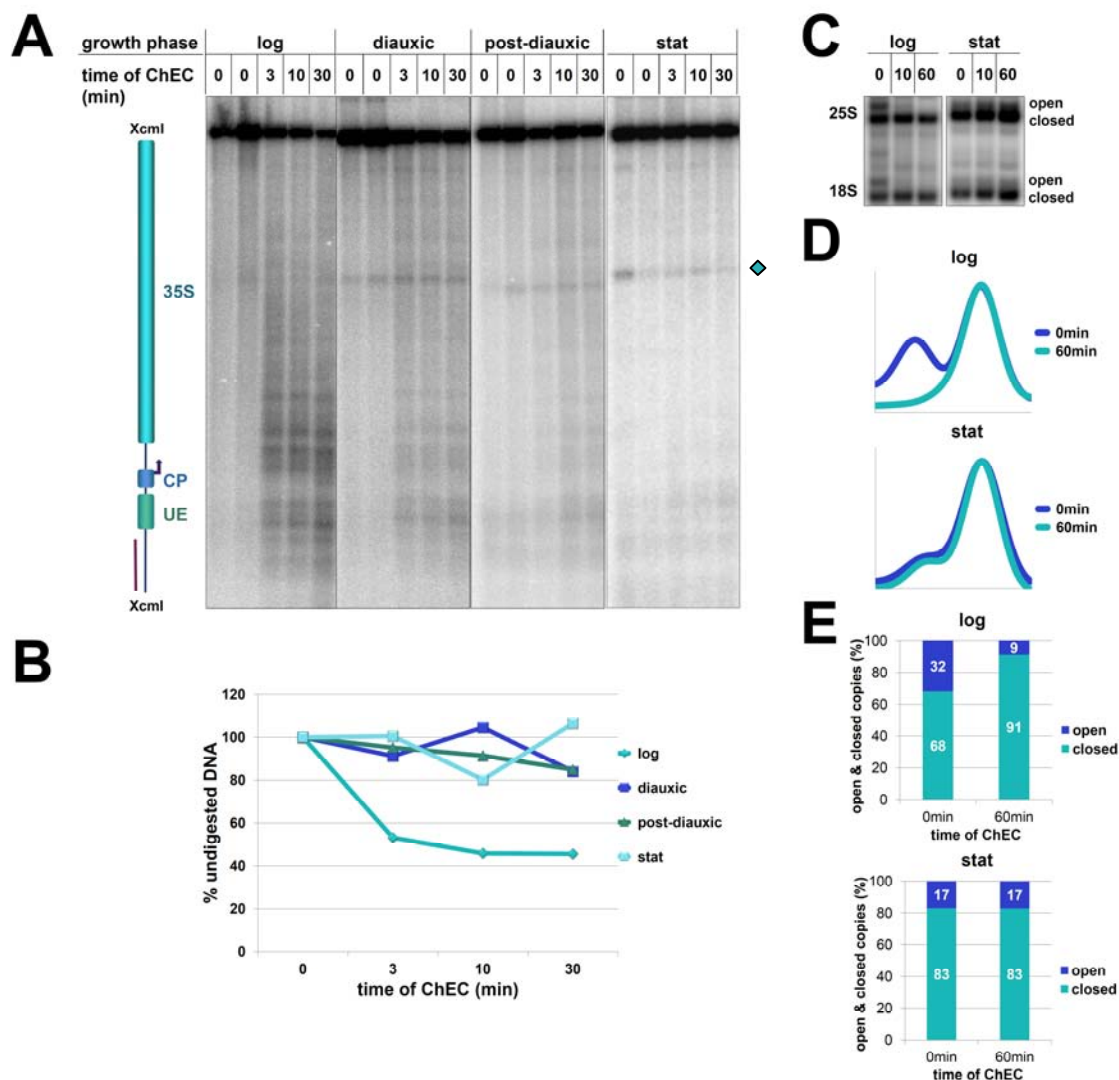 A
growth phase log diauxic post-diauxic stat
time of ChEC (min) 0 0 3 10 30 0 0 3 10 30 0 0 3 10 30 0 0 3 10 30
XcmI
35S
CP
UE
XcmI
B
120
100
80
60
40
20
0
% undigested DNA
0 3 10 30
time of ChEC (min)
log
diauxic
post-diauxic
stat
C
log stat
0 10 60 0 10 60
25S open
closed
18S open
closed
D
log
0min
60min
stat
0min
60min
E
log
open & closed copies (%)
100
80
60
40
20
0
32 9
68 91
open
closed
0min 60min
time of ChEC
stat
open & closed copies (%)
100
80
60
40
20
0
17 17
83 83
open
closed
0min 60min
time of ChEC